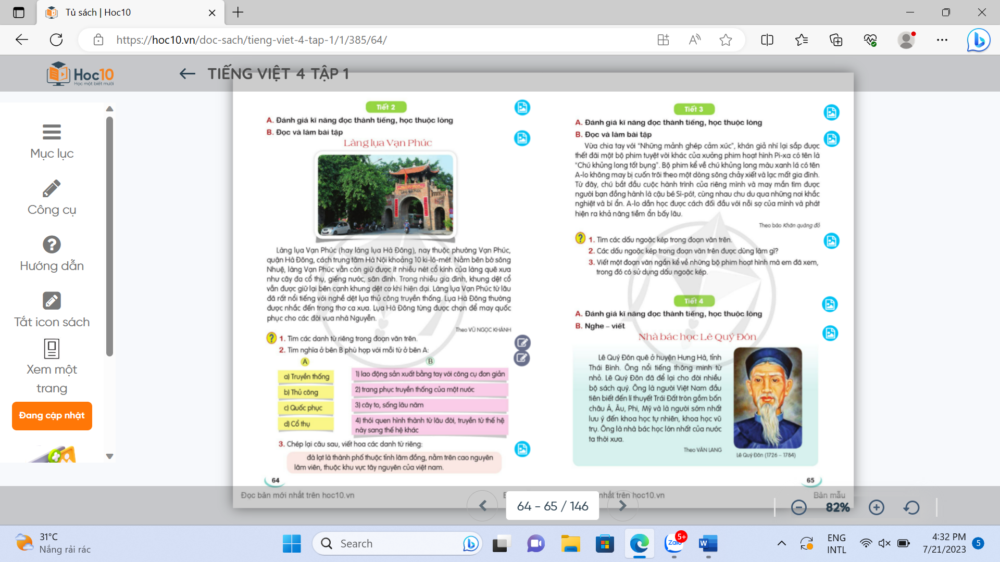 Tủ sách | Hoc10
https://hoc10.vn/doc-sach/tieng-viet-4-tap-1/1/385/64/
Hoc10
Học một biết mười
TIẾNG VIỆT 4 TẬP 1
Mục lục
Công cụ
Hướng dẫn
Tắt icon sách
Xem một
trang
Đang cập nhật
Tiết 2
A. Đánh giá kĩ năng đọc thành tiếng, học thuộc lòng
B. Đọc và làm bài tập
Làng lụa Vạn Phúc
LÀNG VẠN PHÚC
Làng lụa Vạn Phúc (hay làng lụa Hà Đông), nay thuộc phường Vạn Phúc,
quận Hà Đông, cách trung tâm Hà Nội khoảng 10 ki-lô-mét. Nằm bên bờ sông
Nhuệ, làng Vạn Phúc vẫn còn giữ được ít nhiều nét cổ kính của làng quê xưa
như cây đa cổ thụ, giếng nước, sân đình. Trong nhiều gia đình, khung dệt cổ
vẫn được giữ lại bên cạnh khung dệt cơ khí hiện đại. Làng lụa Vạn Phúc từ lâu
đã rất nổi tiếng với nghề dệt lụa thủ công truyền thống. Lụa Hà Đông thường
được nhắc đến trong thơ ca xưa. Lụa Hà Đông từng được chọn để may quốc
phục cho các đời vua nhà Nguyễn.
Theo VŨ NGỌC KHÁNH
? 1. Tìm các danh từ riêng trong đoạn văn trên.
2. Tìm nghĩa ở bên B phù hợp với mỗi từ ở bên A:
A
B
a) Truyền thống
1) lao động sản xuất bằng tay với công cụ đơn giản
b) Thủ công
2) trang phục truyền thống của một nước
c) Quốc phục
3) cây to, sống lâu năm
d) Cổ thụ
4) thói quen hình thành từ lâu đời, truyền từ thế hệ
này sang thế hệ khác
3. Chép lại câu sau, viết hoa các danh từ riêng:
đà lạt là thành phố thuộc tỉnh lâm đồng, nằm trên cao nguyên
lâm viên, thuộc khu vực tây nguyên của việt nam.
64
Đọc bản mới nhất trên hoc10.vn
Tiết 3
A. Đánh giá kĩ năng đọc thành tiếng, học thuộc lòng
B. Đọc và làm bài tập
Vừa chia tay với “Những mảnh ghép cảm xúc”, khán giả nhí lại sắp được
thết đãi một bộ phim tuyệt vời khác của xưởng phim hoạt hình Pi-xa có tên là
“Chú khủng long tốt bụng”. Bộ phim kể về chú khủng long màu xanh lá có tên
A-lo không may bị cuốn trôi theo một dòng sông chảy xiết và lạc mất gia đình.
Từ đây, chú bắt đầu cuộc hành trình của riêng mình và may mắn tìm được
người bạn đồng hành là cậu bé Sì-pót, cùng nhau chu du qua những nơi khắc
nghiệt và bí ẩn. A-lo dần học được cách đối đầu với nỗi sợ của mình và phát
hiện ra khả năng tiềm ẩn bấy lâu.
Theo báo Khăn quàng đỏ
? 1. Tìm các dấu ngoặc kép trong đoạn văn trên.
2. Các dấu ngoặc kép trong đoạn văn trên được dùng làm gì?
3. Viết một đoạn văn ngắn kể về những bộ phim hoạt hình mà em đã xem,
trong đó có sử dụng dấu ngoặc kép.
Tiết 4
A. Đánh giá kĩ năng đọc thành tiếng, học thuộc lòng
B. Nghe – viết
Nhà bác học Lê Quý Đôn
Lê Quý Đôn quê ở huyện Hưng Hà, tỉnh
Thái Bình. Ông nổi tiếng thông minh từ
nhỏ. Lê Quý Đôn đã để lại cho đời nhiều
bộ sách quý. Ông là người Việt Nam đầu
tiên biết đến lí thuyết Trái Đất tròn gồm bốn
châu Á, Âu, Phi, Mỹ và là người sớm nhất
lưu ý đến khoa học tự nhiên, khoa học vũ
trụ. Ông là nhà bác học lớn nhất của nước
ta thời xưa.
Theo VÂN LANG
Lê Quý Đôn (1726 – 1784)
65
nhất trên hoc10.vn
Bản mẫu
64 - 65 / 146
82%
31°C
Nắng rải rác
Search
Zalo
5+
W
ENG
INTL
4:32 PM
7/21/2023
5